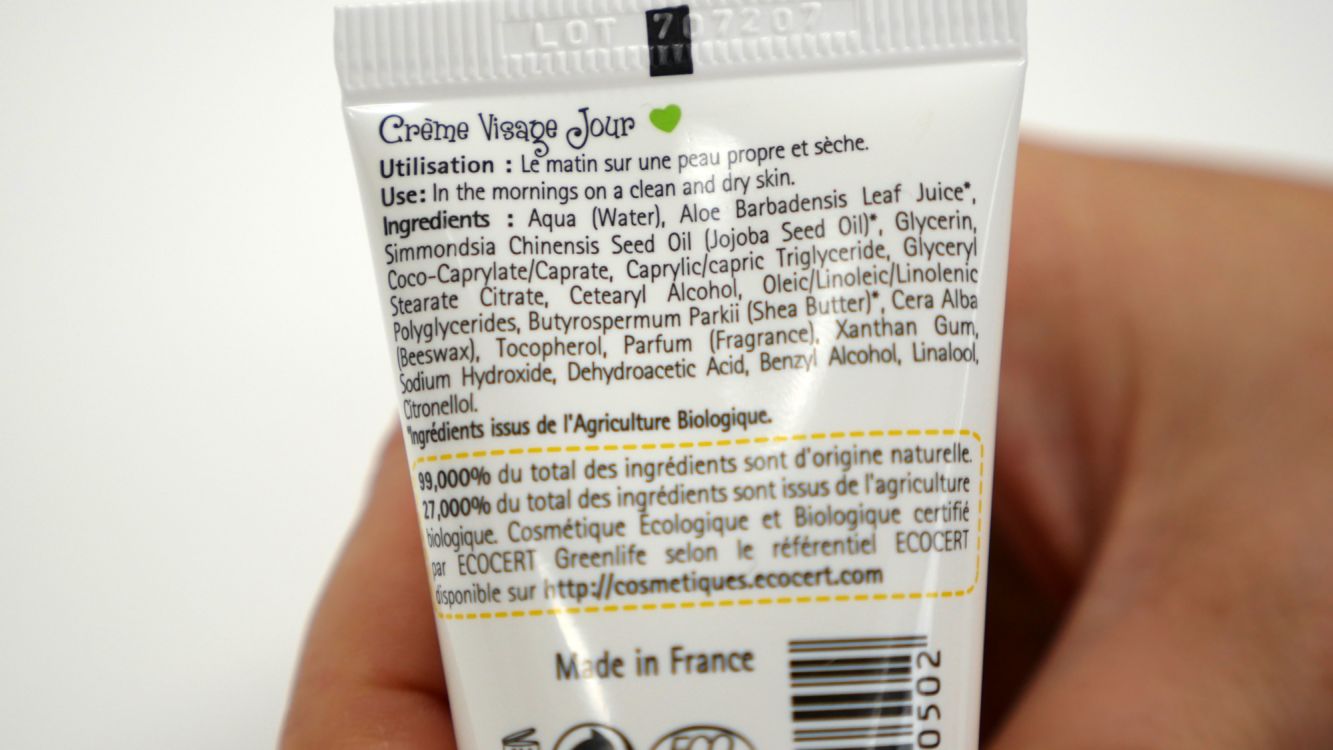 LOT 707207
Crème Visage Jour
Utilisation : Le matin sur une peau propre et sèche.
Use: In the mornings on a clean and dry skin.
Ingredients : Aqua (Water), Aloe Barbadensis Leaf Juice*,
Simmondsia Chinensis Seed Oil (Jojoba Seed Oil)*, Glycerin,
Coco-Caprylate/Caprate, Caprylic/capric Triglyceride, Glyceryl
Stearate Citrate, Cetearyl Alcohol, Oleic/Linoleic/Linolenic
Polyglycerides, Butyrospermum Parkii (Shea Butter)*, Cera Alba
(Beeswax), Tocopherol, Parfum (Fragrance), Xanthan Gum,
Sodium Hydroxide, Dehydroacetic Acid, Benzyl Alcohol, Linalool,
Citronellol.
*Ingrédients issus de l'Agriculture Biologique.
99,000% du total des ingrédients sont d'origine naturelle.
27,000% du total des ingrédients sont issus de l'agriculture
biologique. Cosmétique Écologique et Biologique certifié
par ECOCERT Greenlife selon le référentiel ECOCERT
disponible sur http://cosmetiques.ecocert.com
Made in France
0502